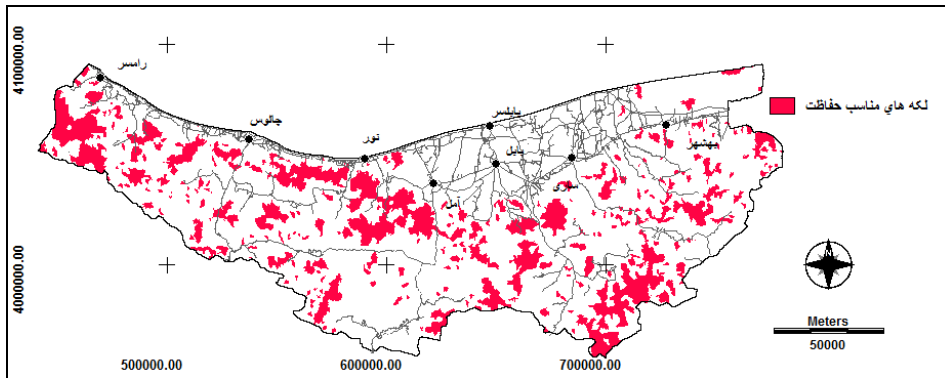 4100000.00
4000000.00
رامسر
چالوس
نور
بابلسر
بابل
آمل
ساری
بهشهر
لکه هاي مناسب حفاظت
Meters
50000
500000.00
600000.00
700000.00